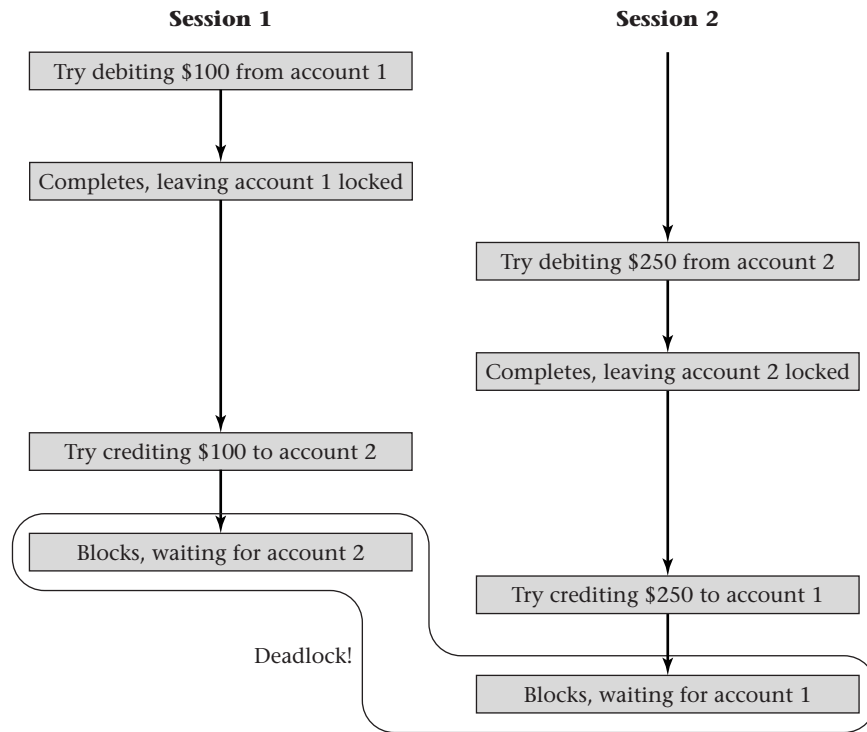 Session 1
Session 2
Try debiting $100 from account 1
Completes, leaving account 1 locked
Try debiting $250 from account 2
Completes, leaving account 2 locked
Try crediting $100 to account 2
Blocks, waiting for account 2
Try crediting $250 to account 1
Deadlock!
Blocks, waiting for account 1